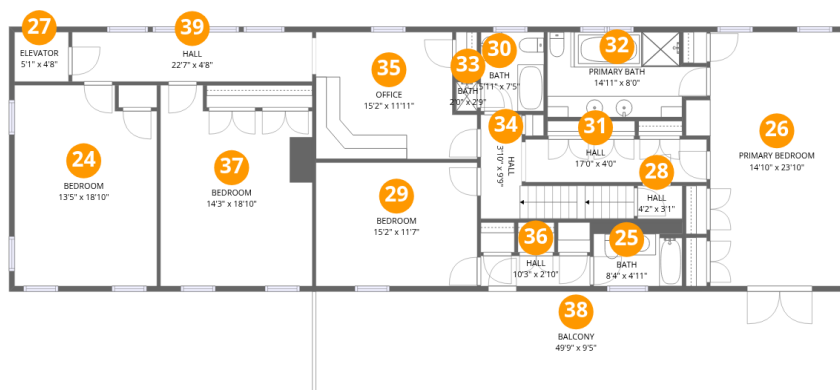 27
ELEVATOR
5'1" x 4'8"
39
HALL
22'7" x 4'8"
35
OFFICE
15'2" x 11'11"
33
BATH
2'0" x 2'9"
30
BATH
5'11" x 7'5"
32
PRIMARY BATH
14'11" x 8'0"
34
HALL
3'10" x 9'9"
31
HALL
17'0" x 4'0"
26
PRIMARY BEDROOM
14'10" x 23'10"
24
BEDROOM
13'5" x 18'10"
37
BEDROOM
14'3" x 18'10"
29
BEDROOM
15'2" x 11'7"
28
HALL
4'2" x 3'1"
36
HALL
10'3" x 2'10"
25
BATH
8'4" x 4'11"
38
BALCONY
49'9" x 9'5"